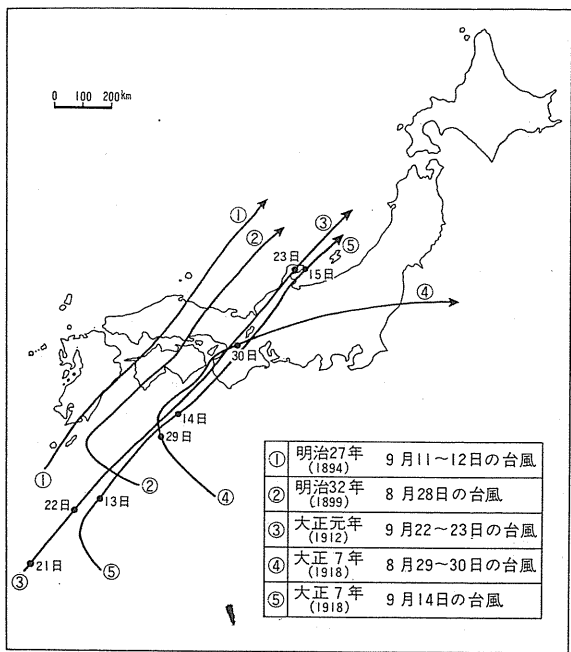 0 100 200km
①
②
③
23日
15日
⑤
④
30日
14日
29日
①
②
④
22日
13日
21日
③
⑤
① 明治27年 (1894) 9月11~12日の台風
② 明治32年 (1899) 8月28日の台風
③ 大正元年 (1912) 9月22~23日の台風
④ 大正7年 (1918) 8月29~30日の台風
⑤ 大正7年 (1918) 9月14日の台風